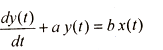 dy(t)/dt + a y(t) = b x(t)